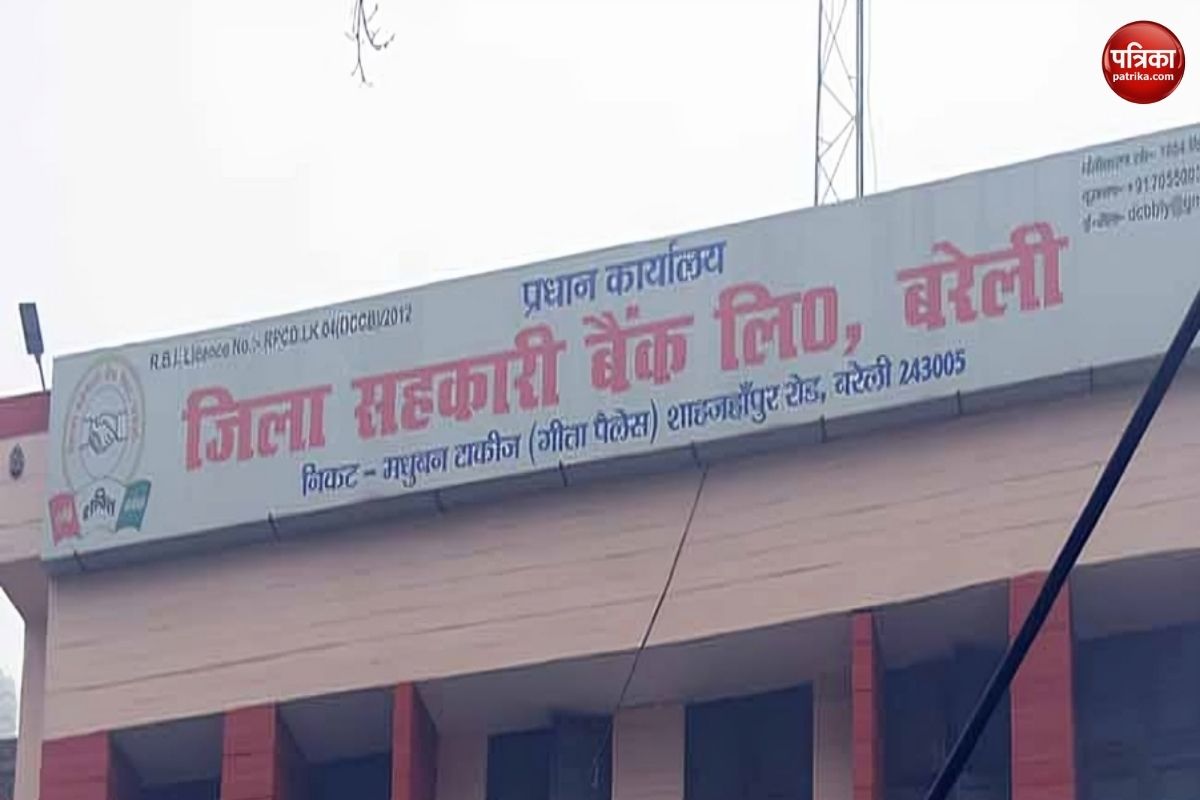 पत्रिका
patrika.com
R.B.I. Licence No.:- RPCD.LK.04(DCCB)/2012
प्रधान कार्यालय
जिला सहकारी बैंक लि०, बरेली
निकट - मधुबन टाकीज (गीता पैलेस) शाहजहाँपुर रोड, बरेली 243005